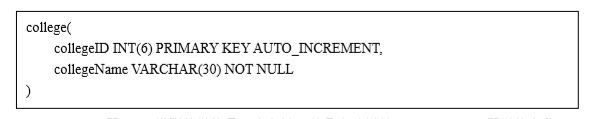 college(
collegeID INT(6) PRIMARY KEY AUTO_INCREMENT,
collegeName VARCHAR(30) NOT NULL
)